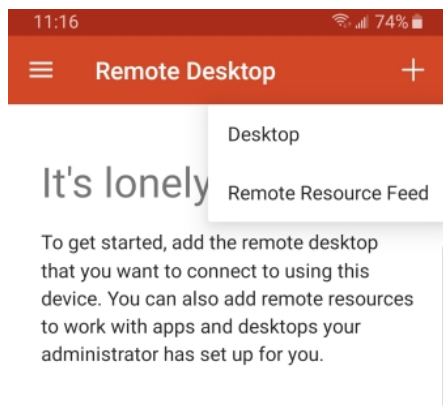 11:16 74%
Remote Desktop
Desktop
It's lonely
Remote Resource Feed
To get started, add the remote desktop
that you want to connect to using this
device. You can also add remote resources
to work with apps and desktops your
administrator has set up for you.